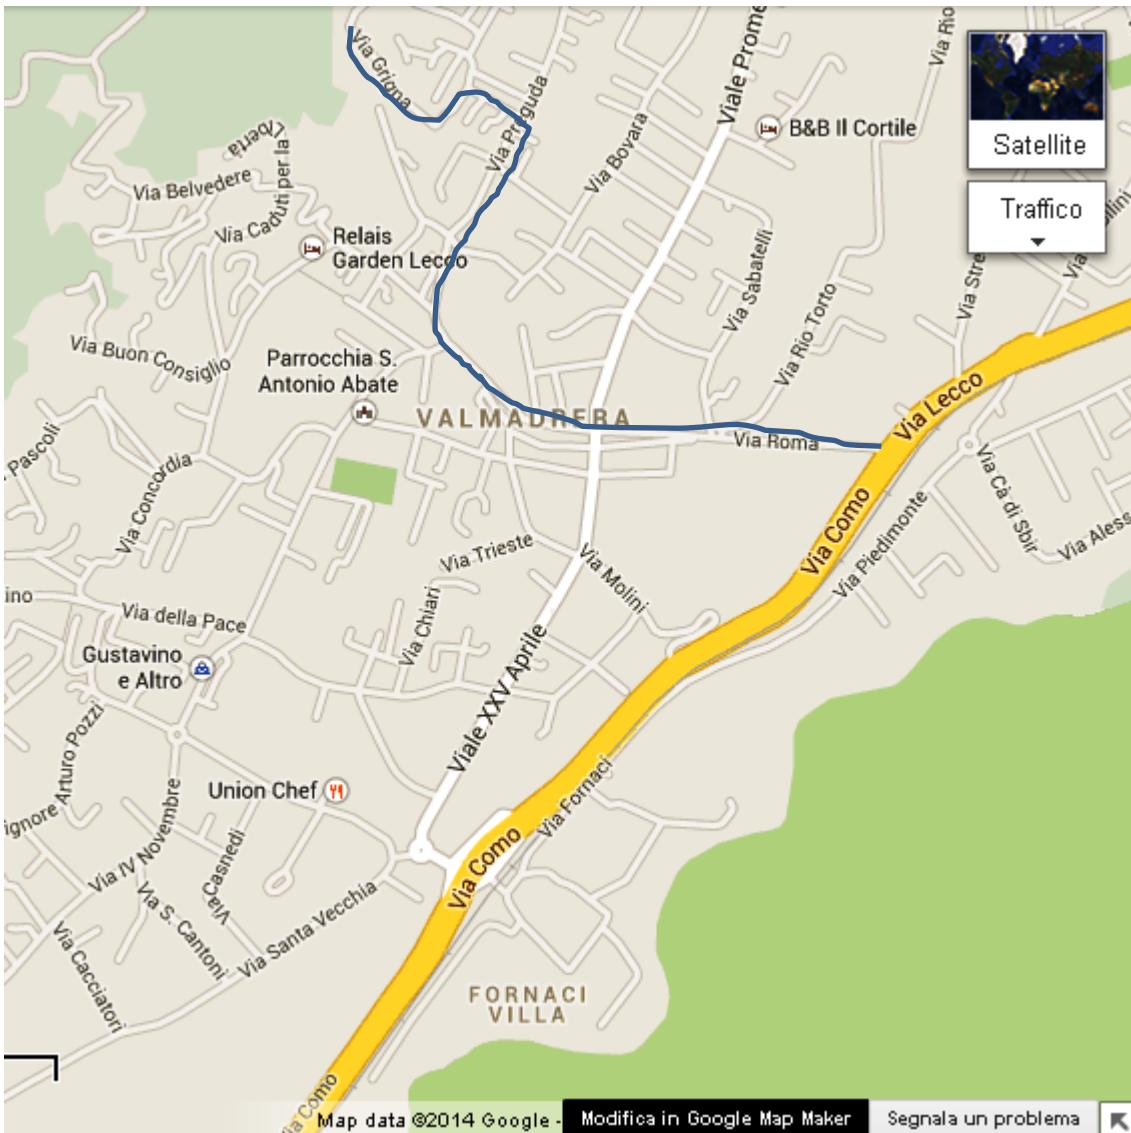 Via Grigna
Via Preguda
Viale Prome
Via Rio
B&B Il Cortile
Satellite
Via Bovara
Via Caduti per la Libertà
Via Belvedere
Traffico
Relais
Garden Lecco
Via Sabatelli
Via Stre
Via
Via Rio Torto
Via Buon Consiglio
Parrocchia S.
Antonio Abate
Via Lecco
VALMADRERA
Via Roma
Pascoli
Via Concordia
Via Cà di Sbir
Via Como
Via Piedimonte
Via Aless
Via Trieste
Via Molini
ino
Via della Pace
Via Chiari
Gustavino
e Altro
Viale XXV Aprile
ignore Arturo Pozzi
Union Chef
Via Fornaci
Via IV Novembre
Via Casnedi
Via Como
Via S. Cantoni
Via Santa Vecchia
Via Cacciatori
FORNACI
VILLA
Via Como
Map data ©2014 Google -
Modifica in Google Map Maker
Segnala un problema